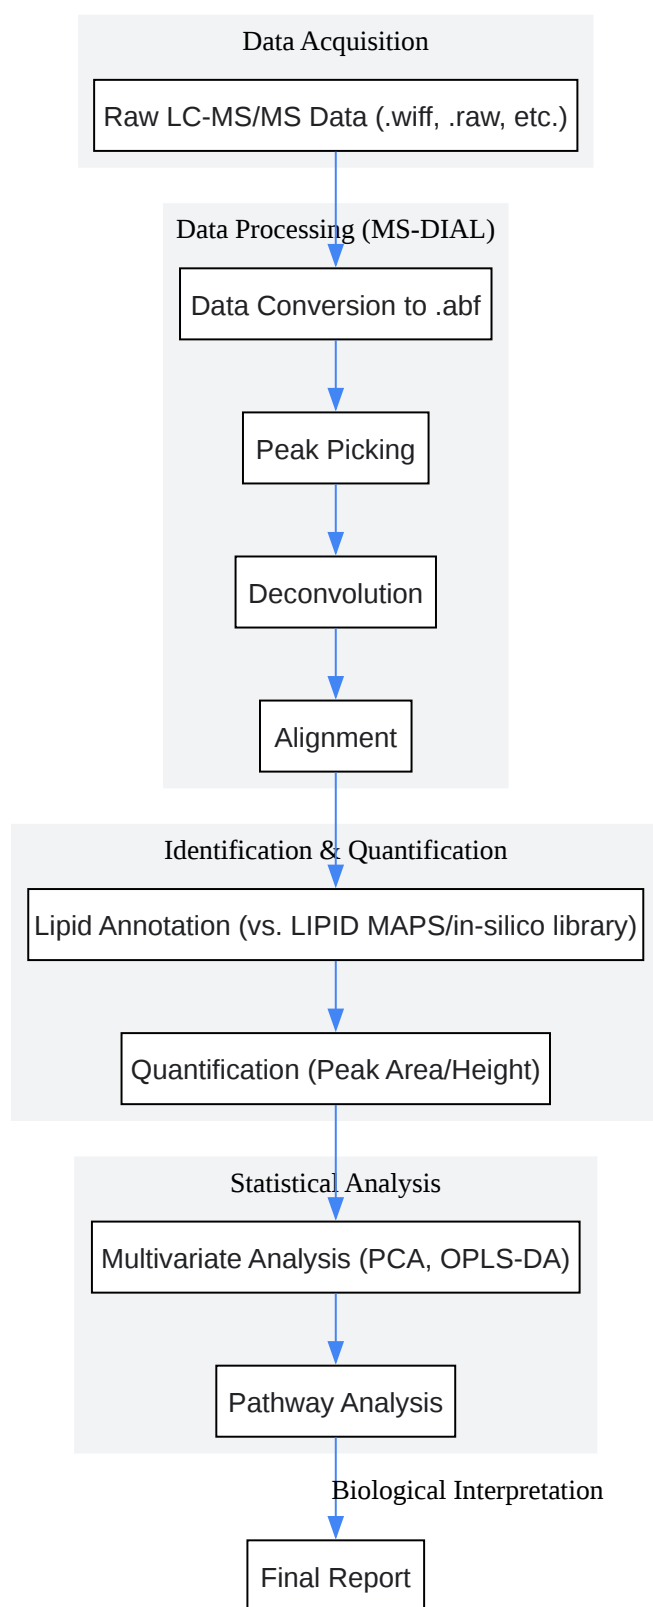 Data Acquisition
Raw LC-MS/MS Data (.wiff, .raw, etc.)
Data Processing (MS-DIAL)
Data Conversion to .abf
Peak Picking
Deconvolution
Alignment
Identification & Quantification
Lipid Annotation (vs. LIPID MAPS/in-silico library)
Quantification (Peak Area/Height)
Statistical Analysis
Multivariate Analysis (PCA, OPLS-DA)
Pathway Analysis
Biological Interpretation
Final Report